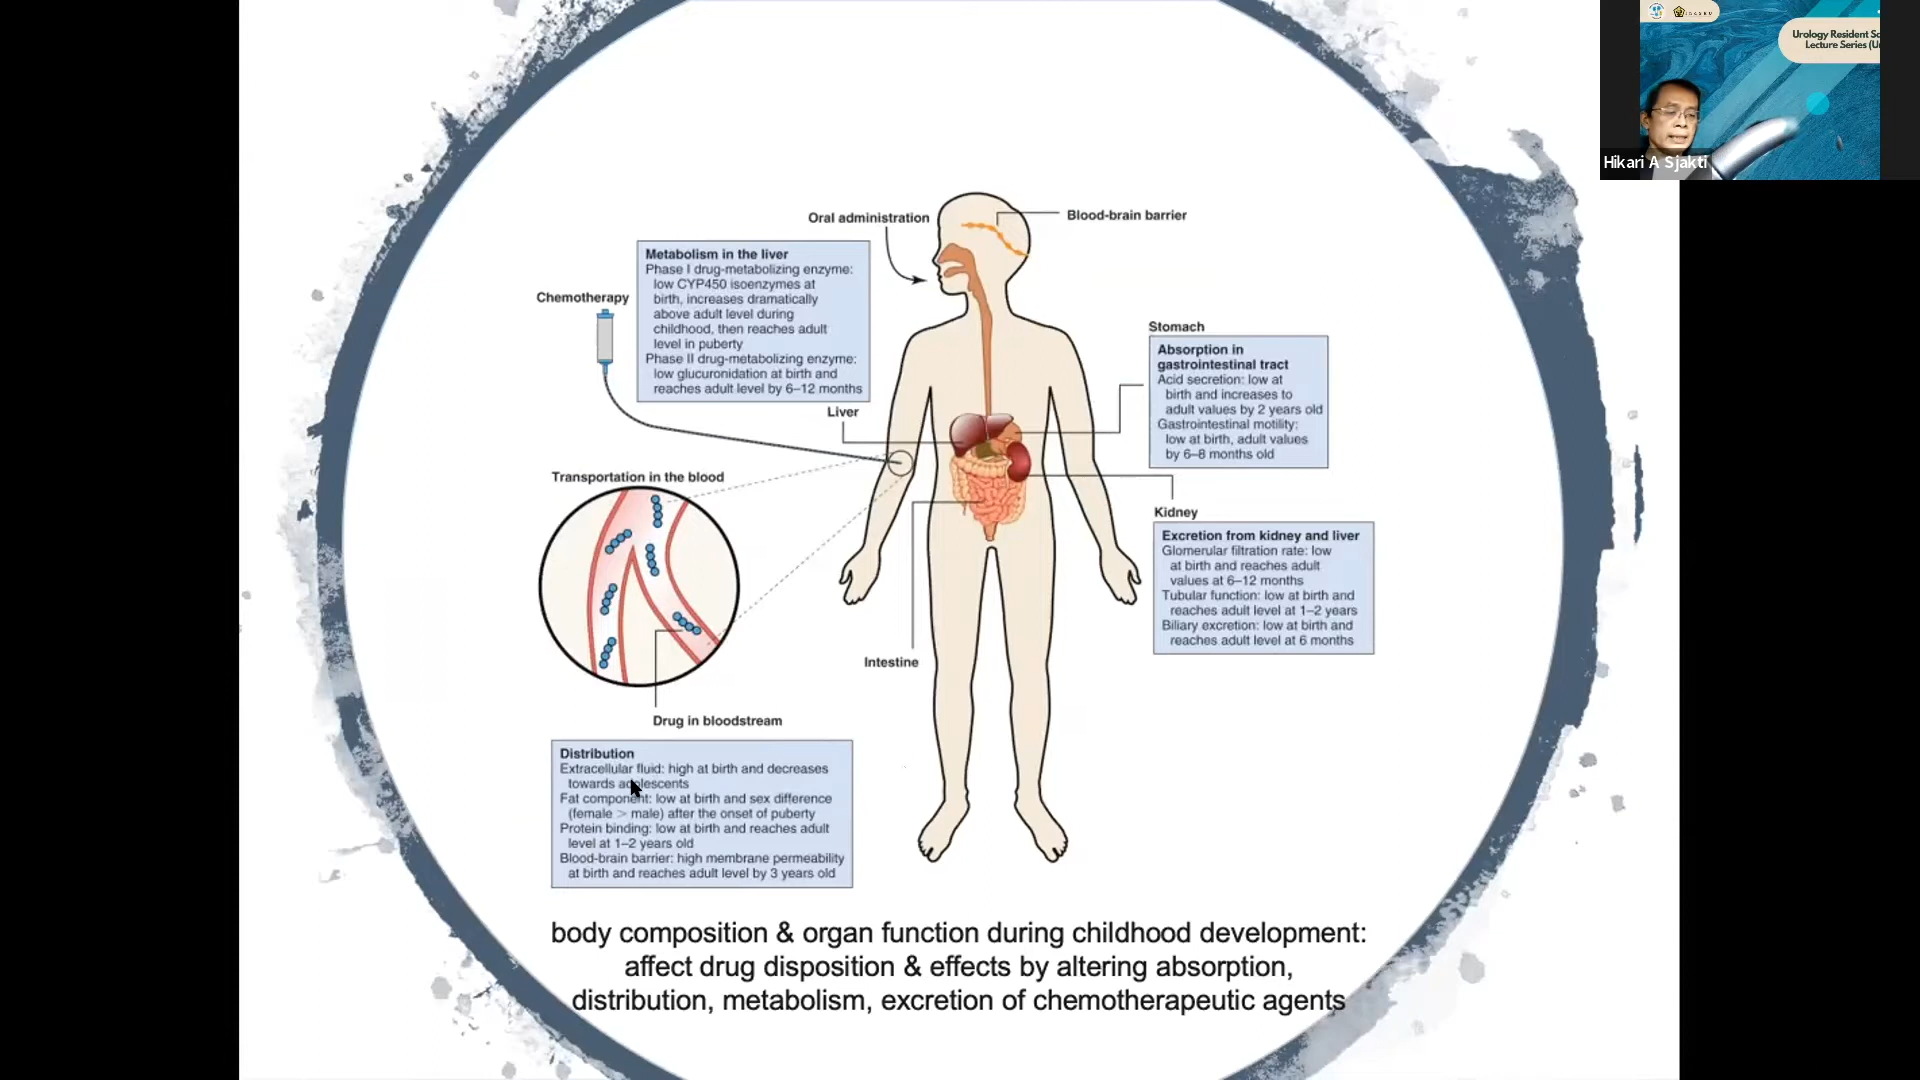 Urology Resident Sc
Lecture Series (U
Hikari A Sjakti
Oral administration
Blood-brain barrier
Metabolism in the liver
Phase I drug-metabolizing enzyme:
low CYP450 isoenzymes at
birth, increases dramatically
above adult level during
childhood, then reaches adult
level in puberty
Phase II drug-metabolizing enzyme:
low glucuronidation at birth and
reaches adult level by 6–12 months
Chemotherapy
Liver
Stomach
Absorption in
gastrointestinal tract
Acid secretion: low at
birth and increases to
adult values by 2 years old
Gastrointestinal motility:
low at birth, adult values
by 6–8 months old
Transportation in the blood
Kidney
Excretion from kidney and liver
Glomerular filtration rate: low
at birth and reaches adult
values at 6–12 months
Tubular function: low at birth and
reaches adult level at 1–2 years
Biliary excretion: low at birth and
reaches adult level at 6 months
Intestine
Drug in bloodstream
Distribution
Extracellular fluid: high at birth and decreases
towards adolescents
Fat component: low at birth and sex difference
(female > male) after the onset of puberty
Protein binding: low at birth and reaches adult
level at 1–2 years old
Blood-brain barrier: high membrane permeability
at birth and reaches adult level by 3 years old
body composition & organ function during childhood development:
affect drug disposition & effects by altering absorption,
distribution, metabolism, excretion of chemotherapeutic agents